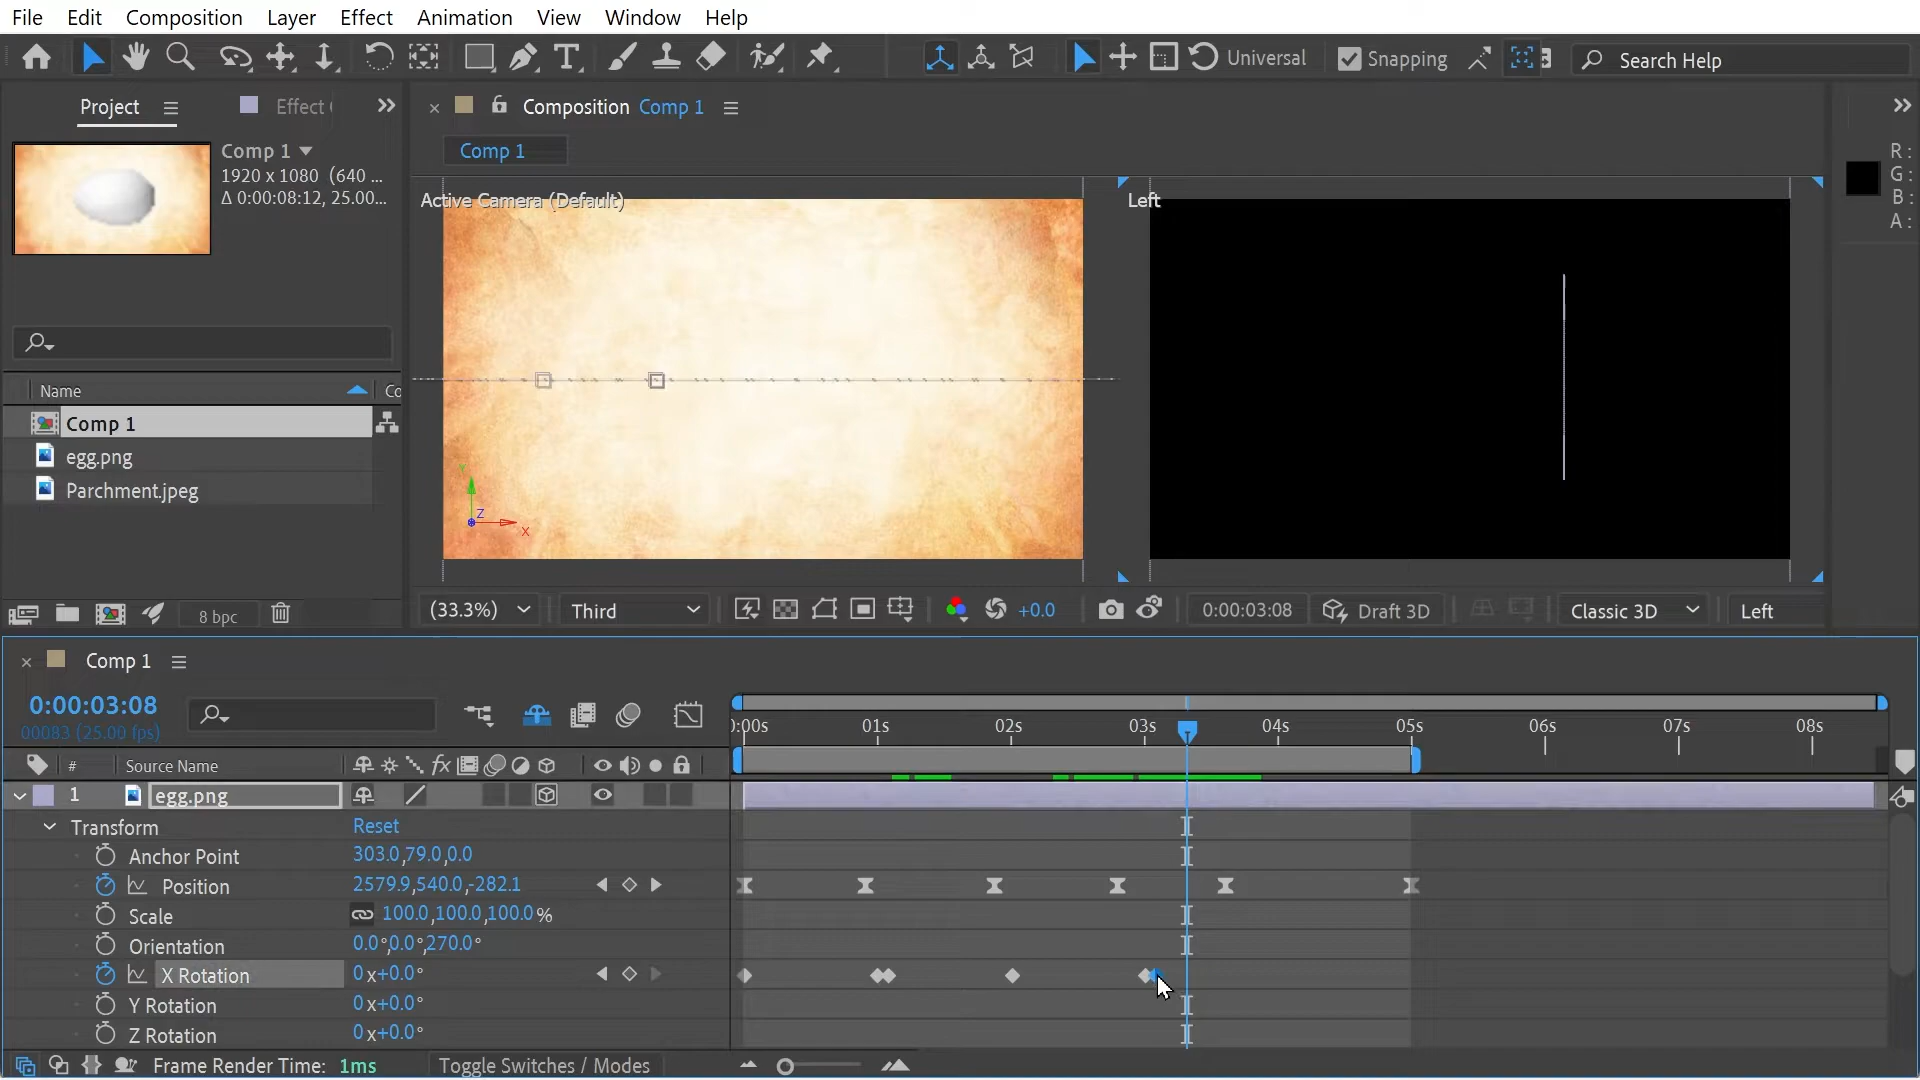 File Edit Composition Layer Effect Animation View Window Help
Universal Snapping Search Help
Project Effect
Composition Comp 1
Comp 1
1920 x 1080 (640 ...
Δ 0:00:08:12, 25.00...
Comp 1
Active Camera (Default)
Left
R:
G:
B:
A:
Y
Z
X
Name Co
Comp 1
egg.png
Parchment.jpeg
8 bpc
(33.3%) Third +0.0 0:00:03:08 Draft 3D Classic 3D Left
Comp 1
0:00:03:08
00083 (25.00 fps)
0:00s 01s 02s 03s 04s 05s 06s 07s 08s
# Source Name fx
1 egg.png
Transform Reset
Anchor Point 303.0,79.0,0.0
Position 2579.9,540.0,-282.1
Scale 100.0,100.0,100.0%
Orientation 0.0°,0.0°,270.0°
X Rotation 0x+0.0°
Y Rotation 0x+0.0°
Z Rotation 0x+0.0°
Frame Render Time: 1ms Toggle Switches / Modes